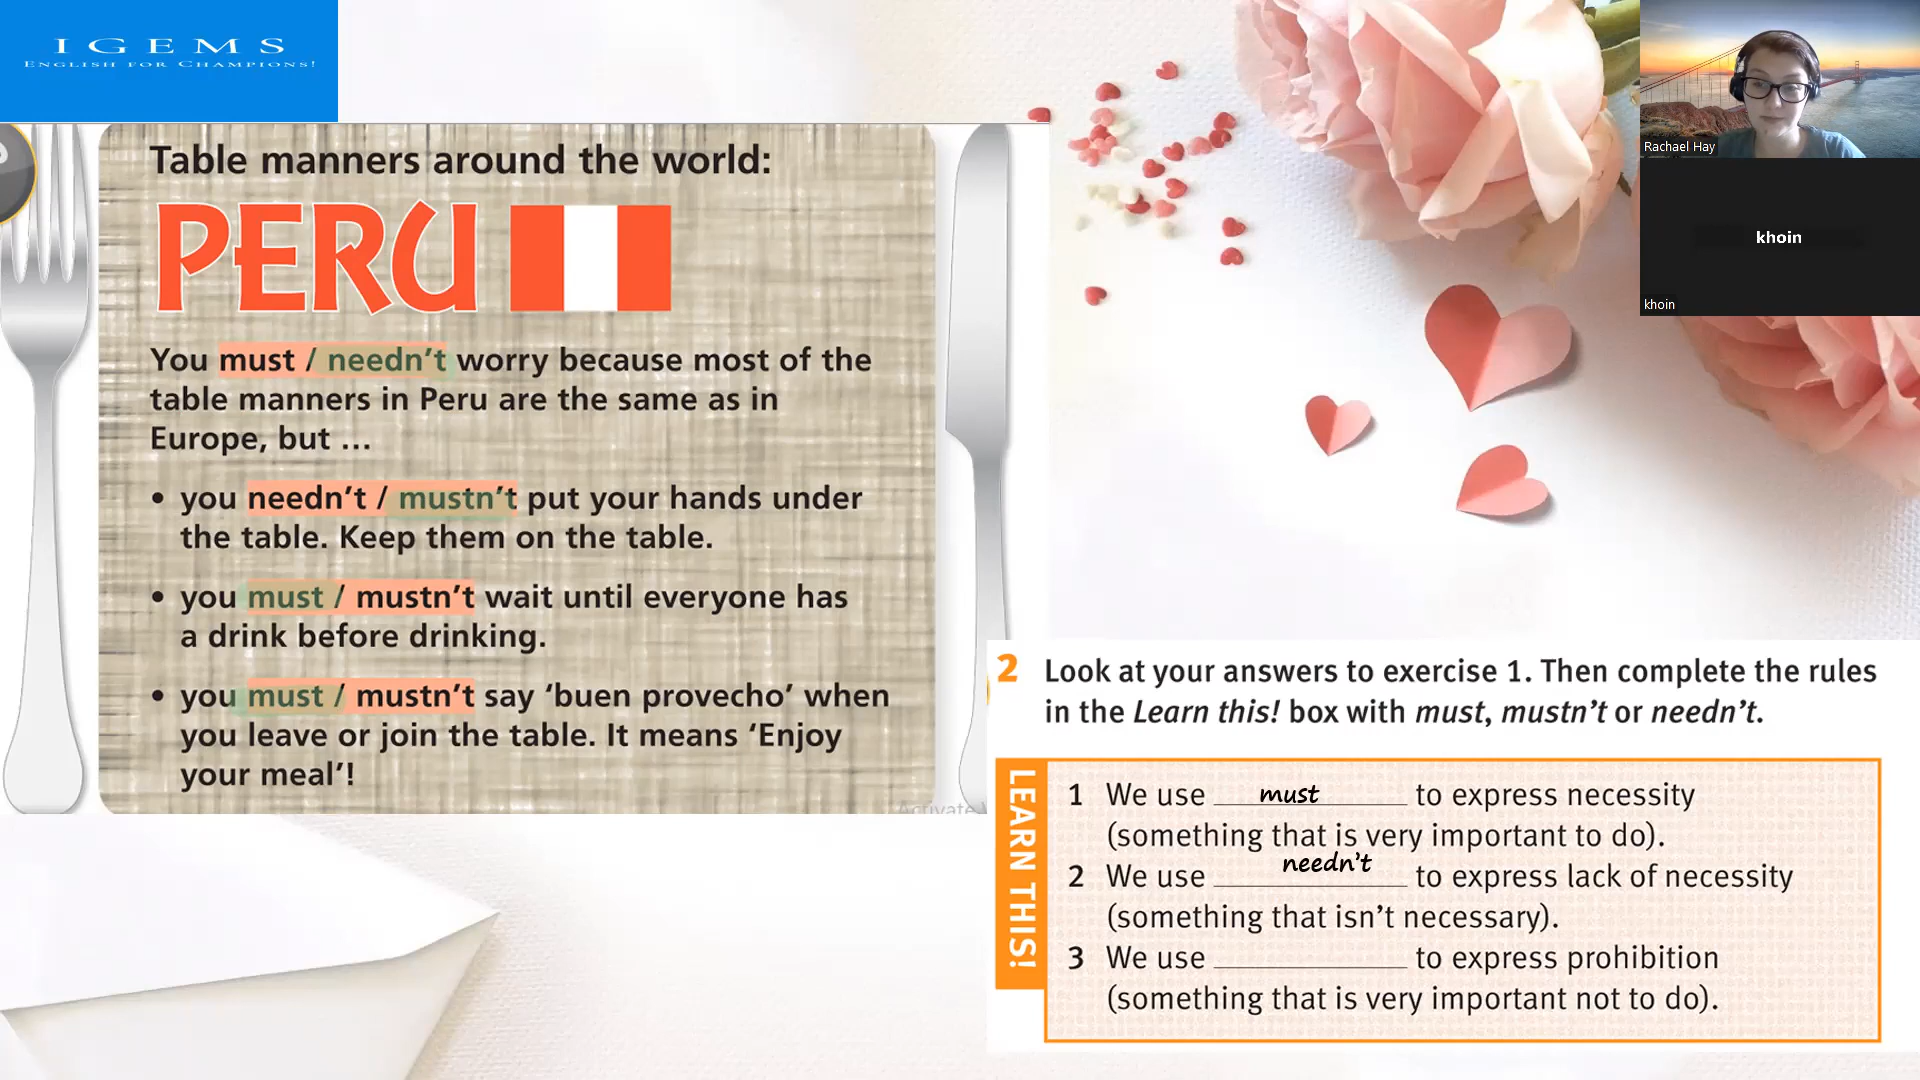 IGEMS
ENGLISH FOR CHAMPIONS!
Table manners around the world:
PERU
You must / needn't worry because most of the
table manners in Peru are the same as in
Europe, but ...
• you needn't / mustn't put your hands under
the table. Keep them on the table.
• you must / mustn't wait until everyone has
a drink before drinking.
• you must / mustn't say 'buen provecho' when
you leave or join the table. It means 'Enjoy
your meal'!
Activate
Rachael Hay
khoin
khoin
2 Look at your answers to exercise 1. Then complete the rules
in the Learn this! box with must, mustn't or needn't.
LEARN THIS!
1 We use must to express necessity
(something that is very important to do).
2 We use needn't to express lack of necessity
(something that isn't necessary).
3 We use ____________ to express prohibition
(something that is very important not to do).